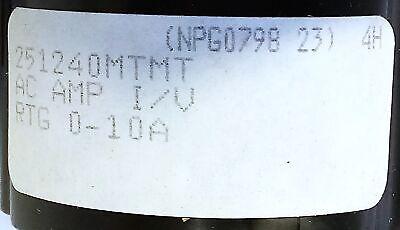 (NPG0798 23) 4H
251240MTMT
AC AMP I/V
RTG 0-10A